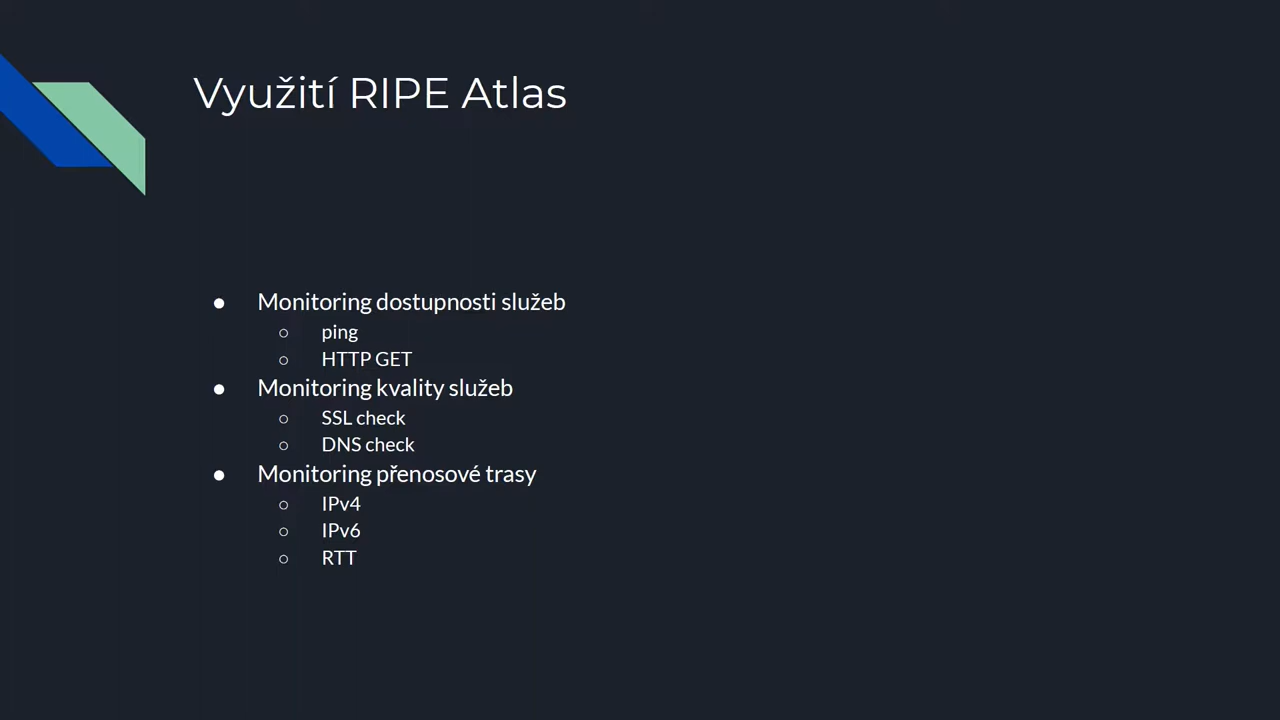 Využití RIPE Atlas
● Monitoring dostupnosti služeb
○ ping
○ HTTP GET
● Monitoring kvality služeb
○ SSL check
○ DNS check
● Monitoring přenosové trasy
○ IPv4
○ IPv6
○ RTT